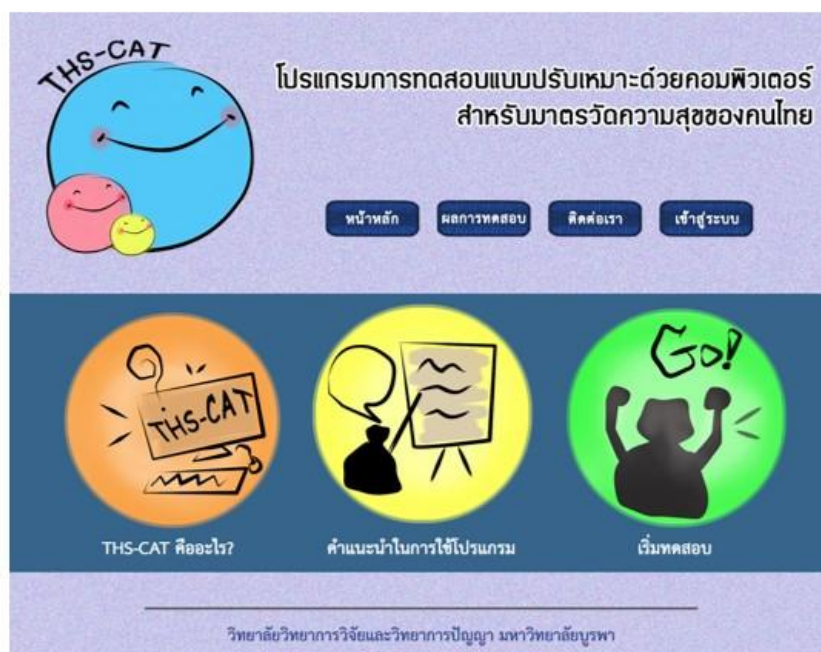 THS-CAT
โปรแกรมการทดสอบแบบปรับเหมาะด้วยคอมพิวเตอร์
สำหรับมาตรวัดความสุขของคนไทย
หน้าหลัก
ผลการทดสอบ
ติดต่อเรา
เข้าสู่ระบบ
THS-CAT
Go!
THS-CAT คืออะไร?
คำแนะนำในการใช้โปรแกรม
เริ่มทดสอบ
วิทยาลัยวิทยาการวิจัยและวิทยาการปัญญา มหาวิทยาลัยบูรพา